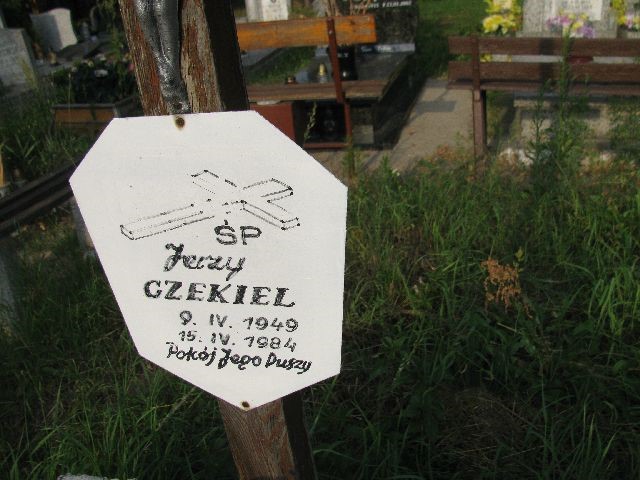 ŚP
Jerzy
CZEKIEL
9. IV. 1949
15. IV. 1984
Pokój Jego Duszy